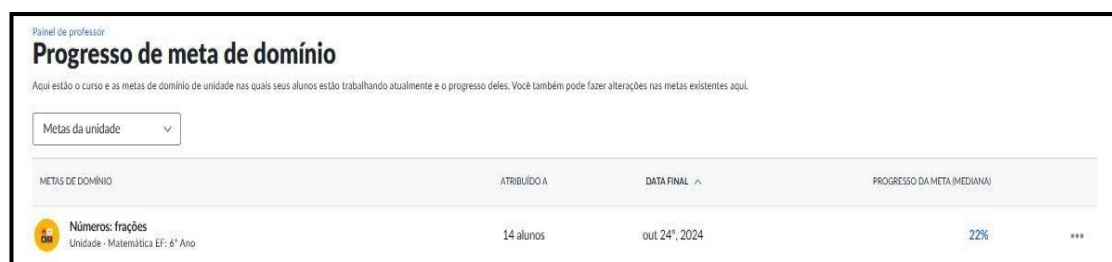 Painel de professor
Progresso de meta de domínio
Aqui estão o curso e as metas de domínio de unidade nas quais seus alunos estão trabalhando atualmente e o progresso deles. Você também pode fazer alterações nas metas existentes aqui.
Metas da unidade
METAS DE DOMÍNIO ATRIBUÍDO A DATA FINAL PROGRESSO DA META (MEDIANA)
Números: frações
Unidade · Matemática EF: 6° Ano
14 alunos out 24º, 2024 22%